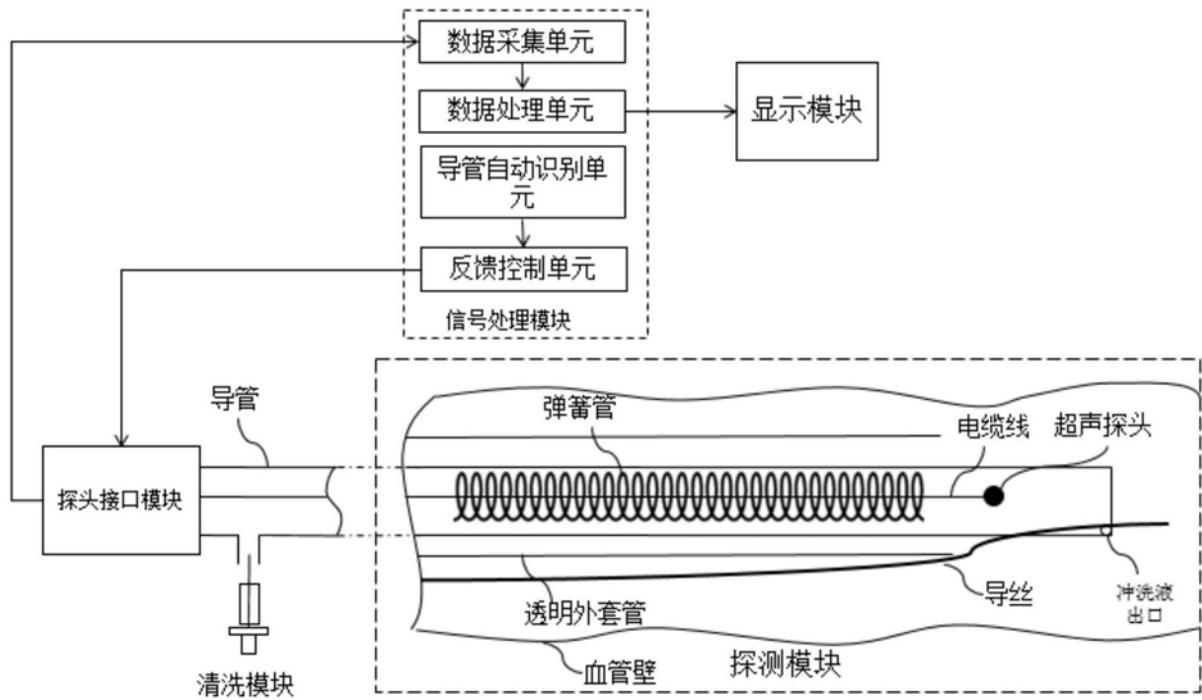 数据采集单元
数据处理单元
显示模块
导管自动识别单
元
反馈控制单元
信号处理模块
导管
弹簧管
电缆线
超声探头
探头接口模块
透明外套管
导丝
冲洗液
出口
血管壁
探测模块
清洗模块